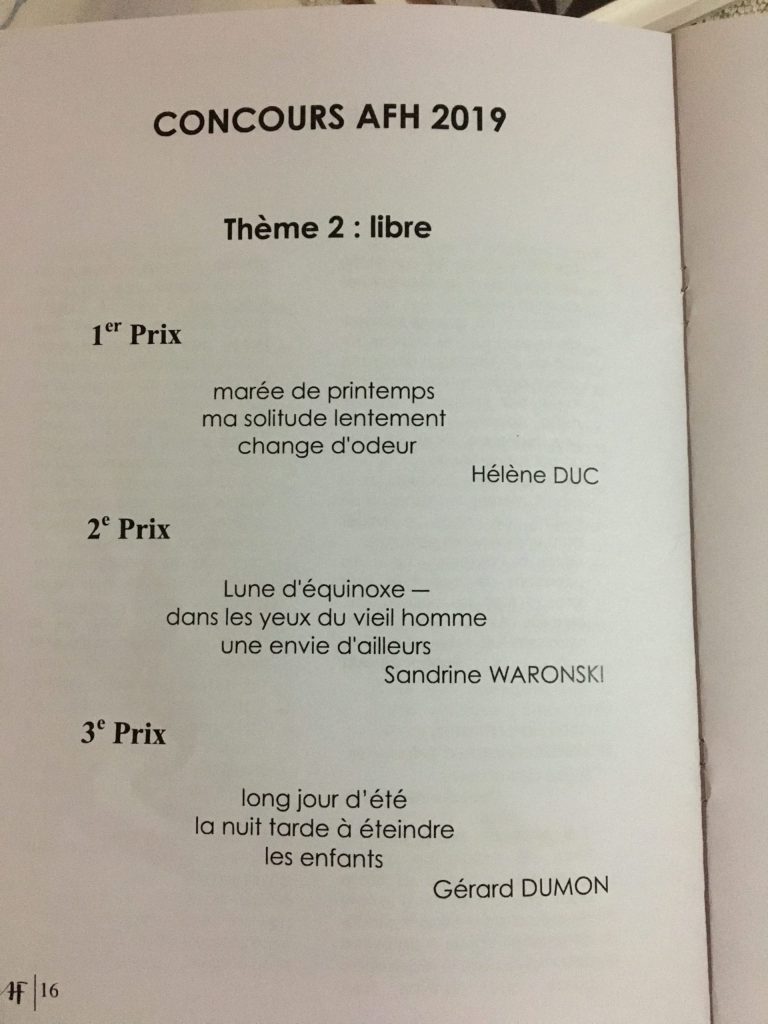 CONCOURS AFH 2019
Thème 2 : libre
1er Prix
marée de printemps
ma solitude lentement
change d'odeur
Hélène DUC
2e Prix
Lune d'équinoxe —
dans les yeux du vieil homme
une envie d'ailleurs
Sandrine WARONSKI
3e Prix
long jour d’été
la nuit tarde à éteindre
les enfants
Gérard DUMON
16